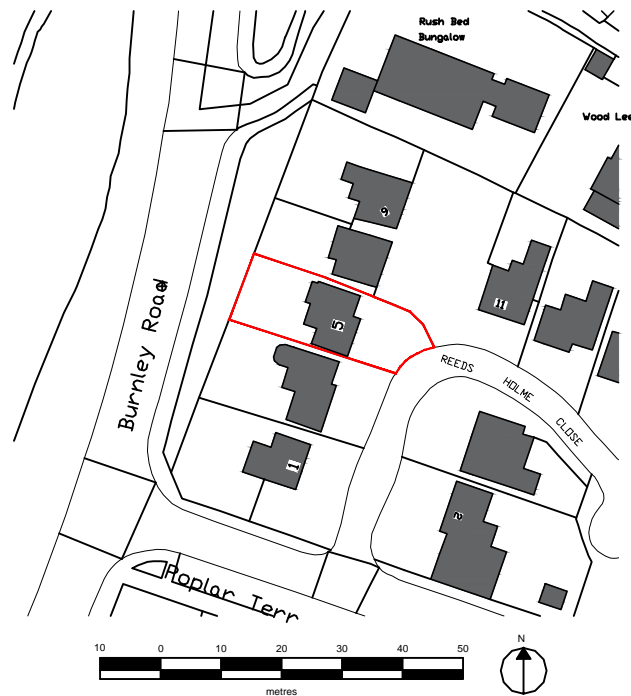 Rush Bed
Bungalow
Wood Lee
9
11
5
Burnley Road
REEDS
HOLME
CLOSE
1
2
Poplar Terr
N
10 0 10 20 30 40 50
metres